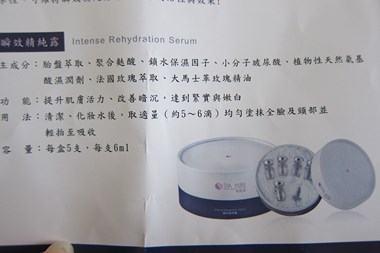 瞬效精純露 Intense Rehydration Serum
主成分：胎盤萃取、聚合麩酸、鎖水保濕因子、小分子玻尿酸、植物性天然氨基
酸濕潤劑、法國玫瑰萃取、大馬士革玫瑰精油
功　能：提升肌膚活力、改善暗沉，達到緊實與嫩白
用　法：清潔、化妝水後，取適量（約5～6滴）均勻塗抹全臉及頸部並
輕拍至吸收
容　量：每盒5支，每支6ml